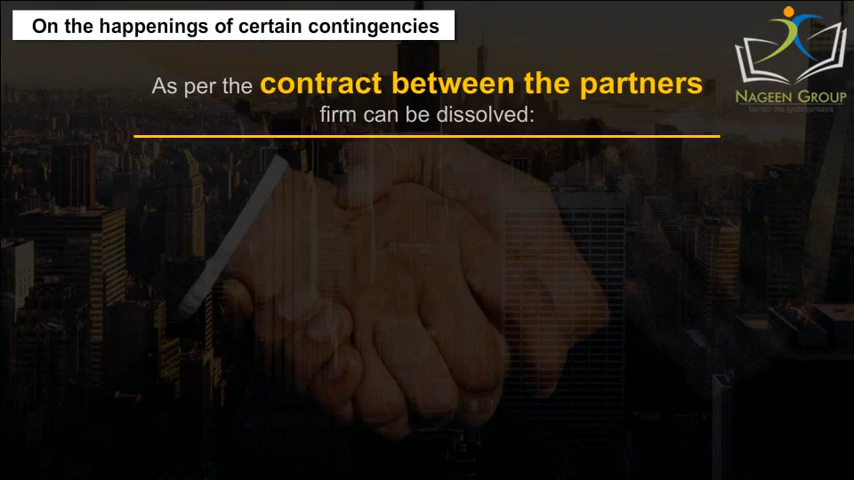 On the happenings of certain contingencies
As per the contract between the partners
firm can be dissolved:
NAGEEN GROUP